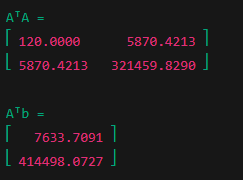 AᵀA =
⎡ 120.0000 5870.4213 ⎤
⎣ 5870.4213 321459.8290 ⎦
Aᵀb =
⎡ 7633.7091 ⎤
⎣ 414498.0727 ⎦